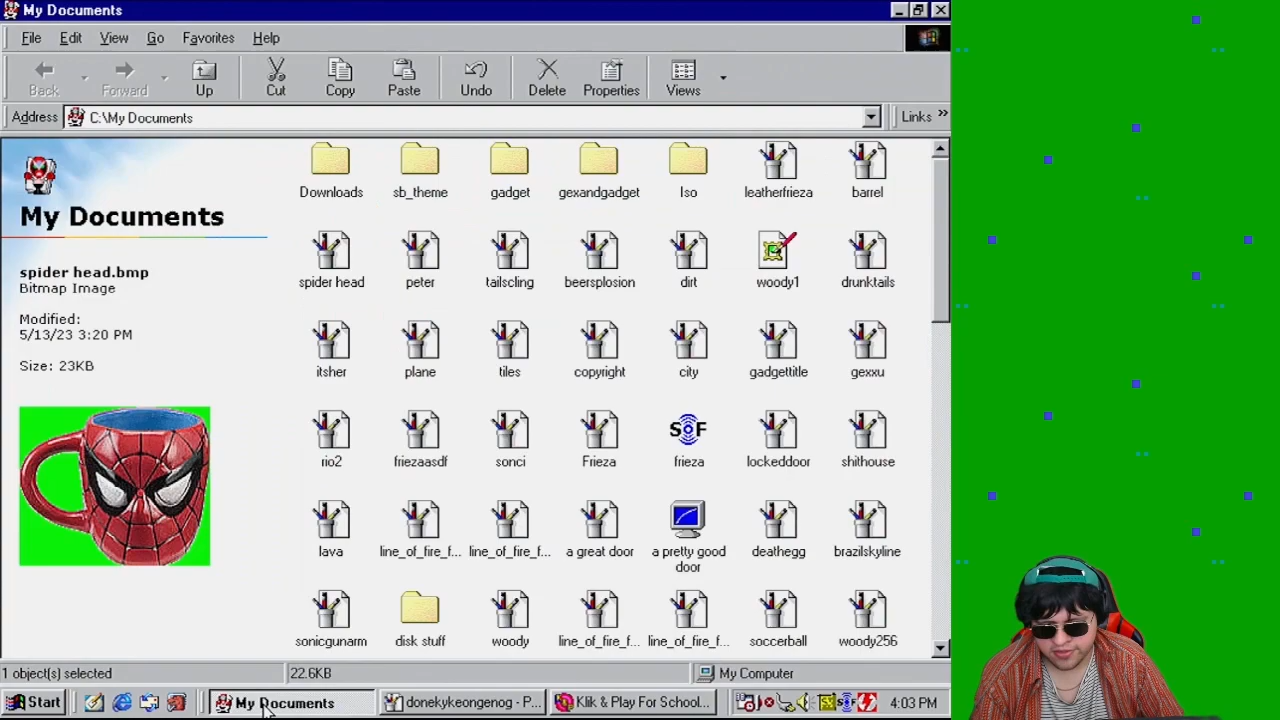 My Documents
File Edit View Go Favorites Help
Back Forward Up Cut Copy Paste Undo Delete Properties Views
Address C:\My Documents Links »
Downloads sb_theme gadget gexandgadget Iso leatherfrieza barrel
My Documents
spider head.bmp
Bitmap Image
Modified:
5/13/23 3:20 PM
Size: 23KB
spider head peter tailscling beersplosion dirt woody1 drunktails
itsher plane tiles copyright city gadgettitle gexxu
SOF
rio2 friezaasdf sonci Frieza frieza lockeddoor shithouse
lava line_of_fire_f... line_of_fire_f... a great door a pretty good door deathegg brazilskyline
sonicgunarm disk stuff woody line_of_fire_f... line_of_fire_f... soccerball woody256
1 object(s) selected 22.6KB My Computer
Start My Documents donekykeongenog - P... Klik & Play For School... 4:03 PM